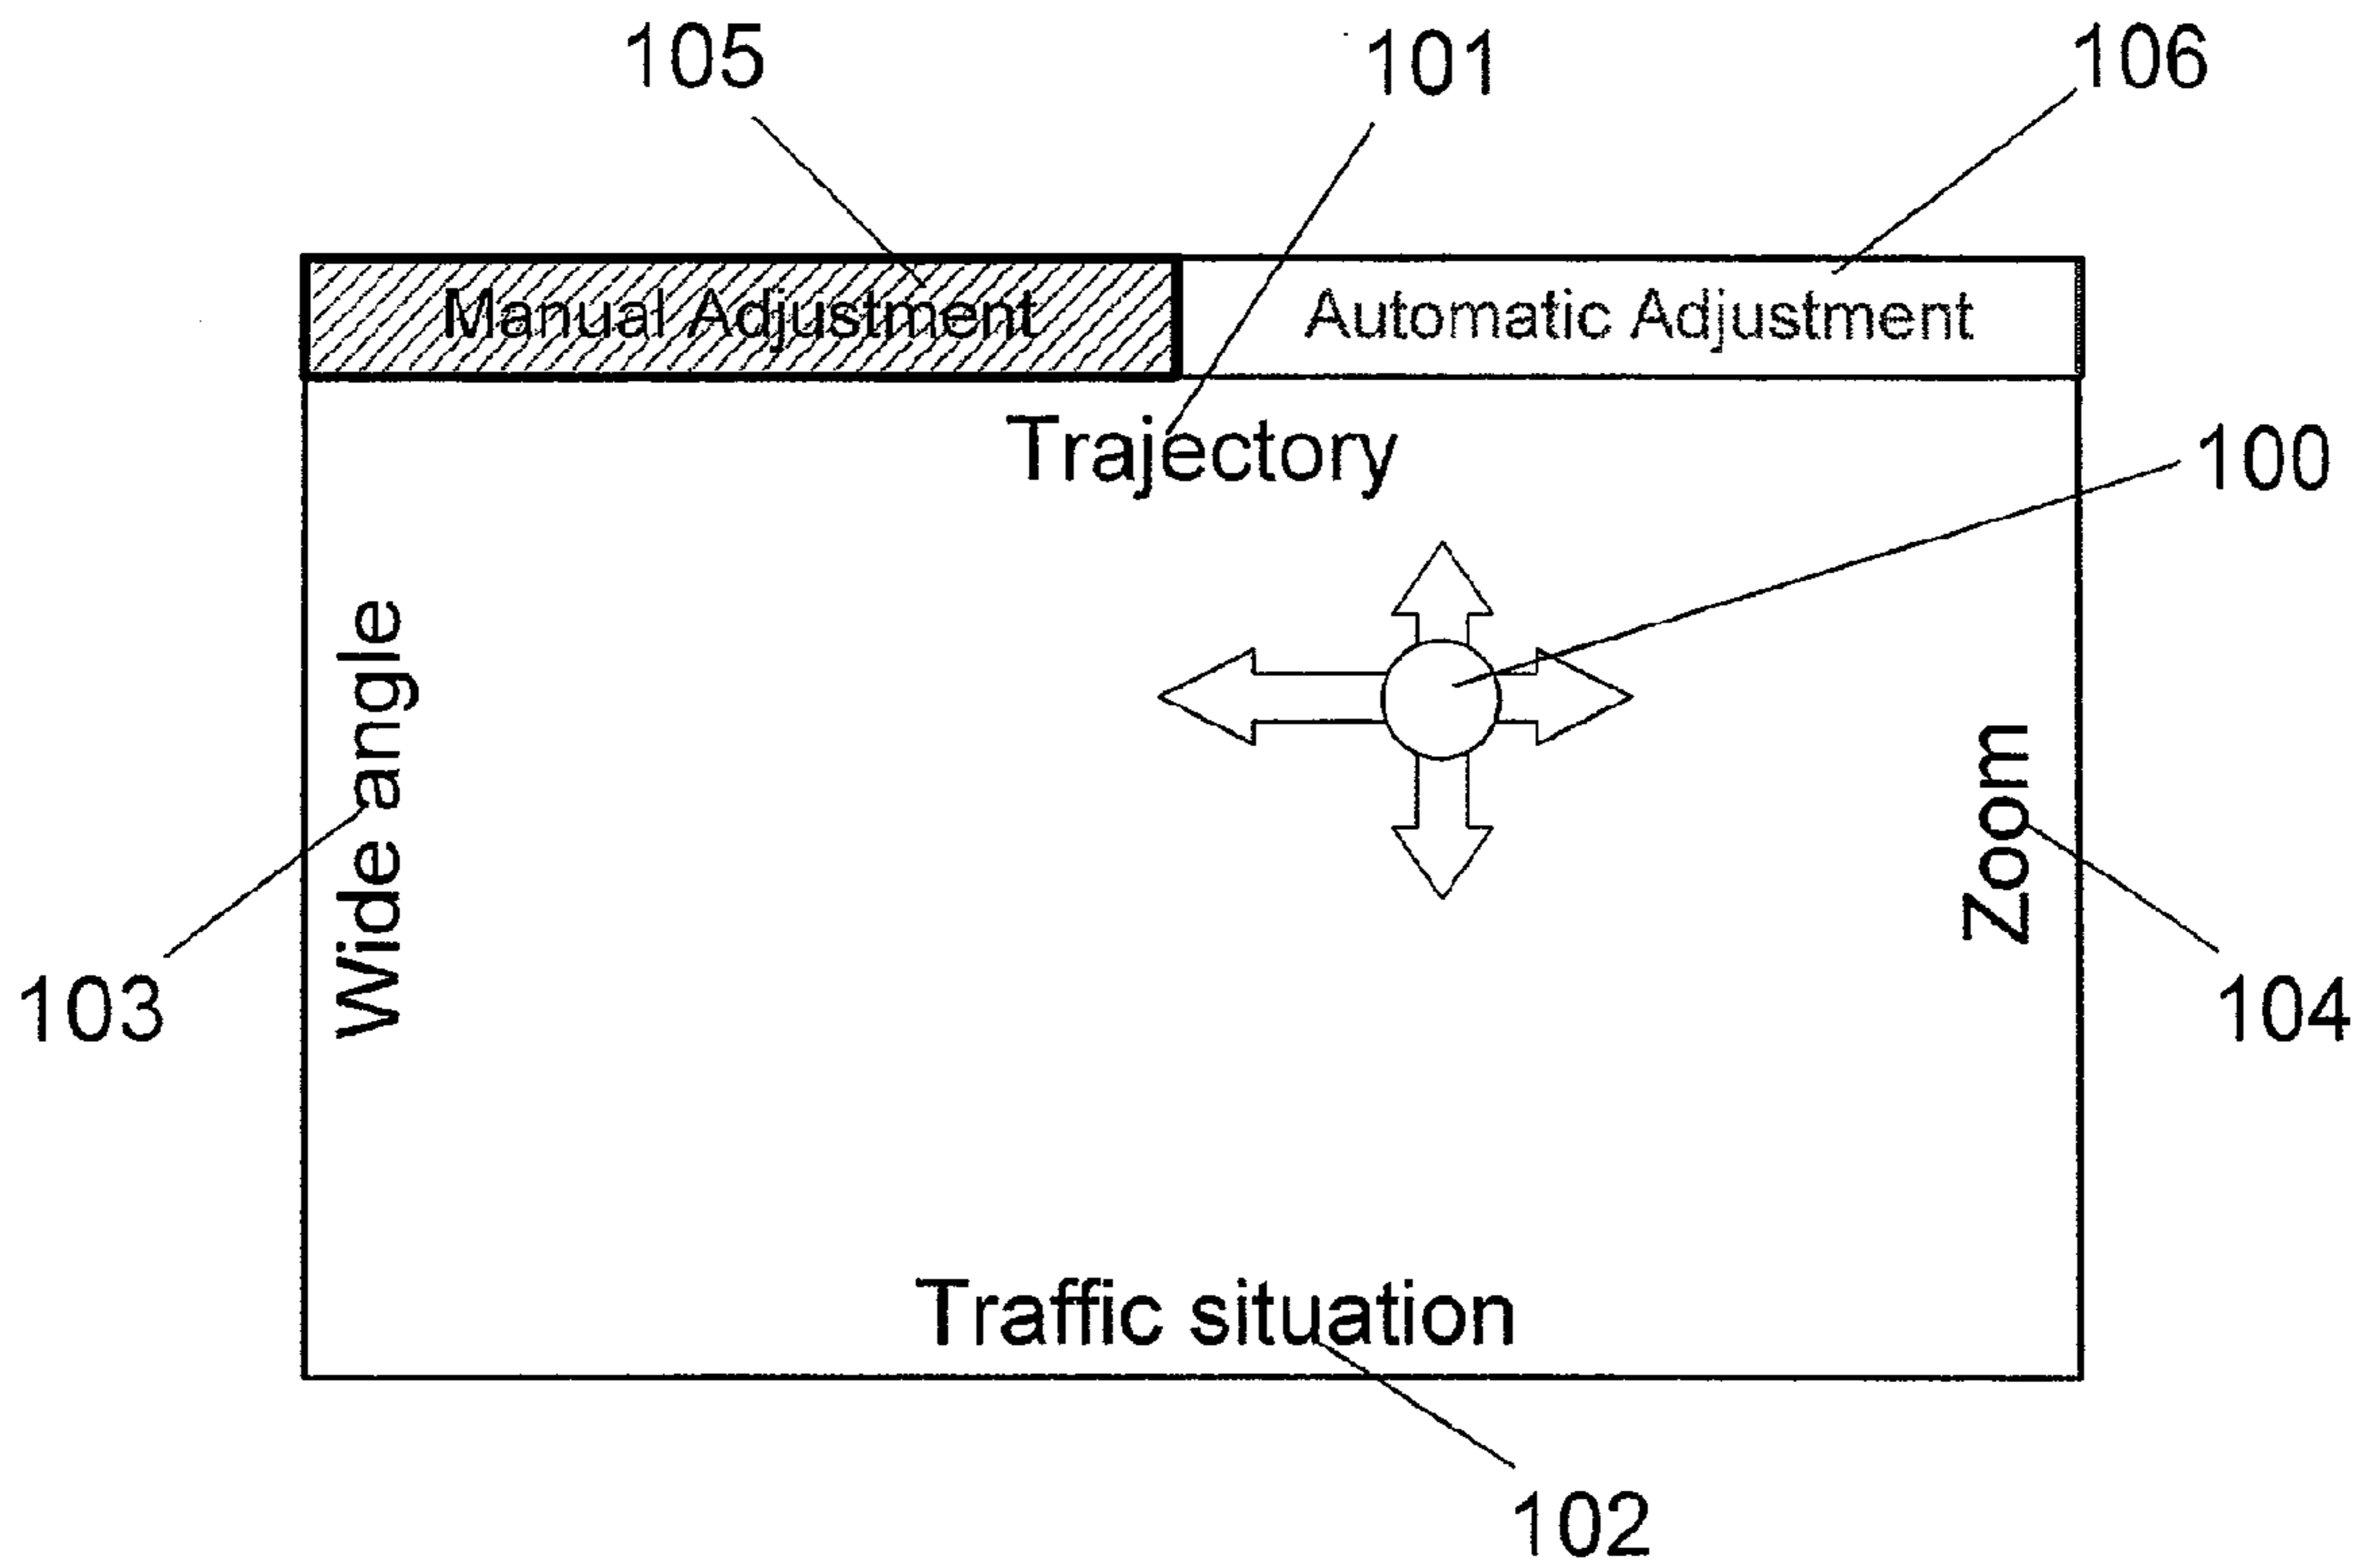 105
101
106
Manual Adjustment
Automatic Adjustment
Trajectory
100
Wide angle
Zoom
103
104
Traffic situation
102